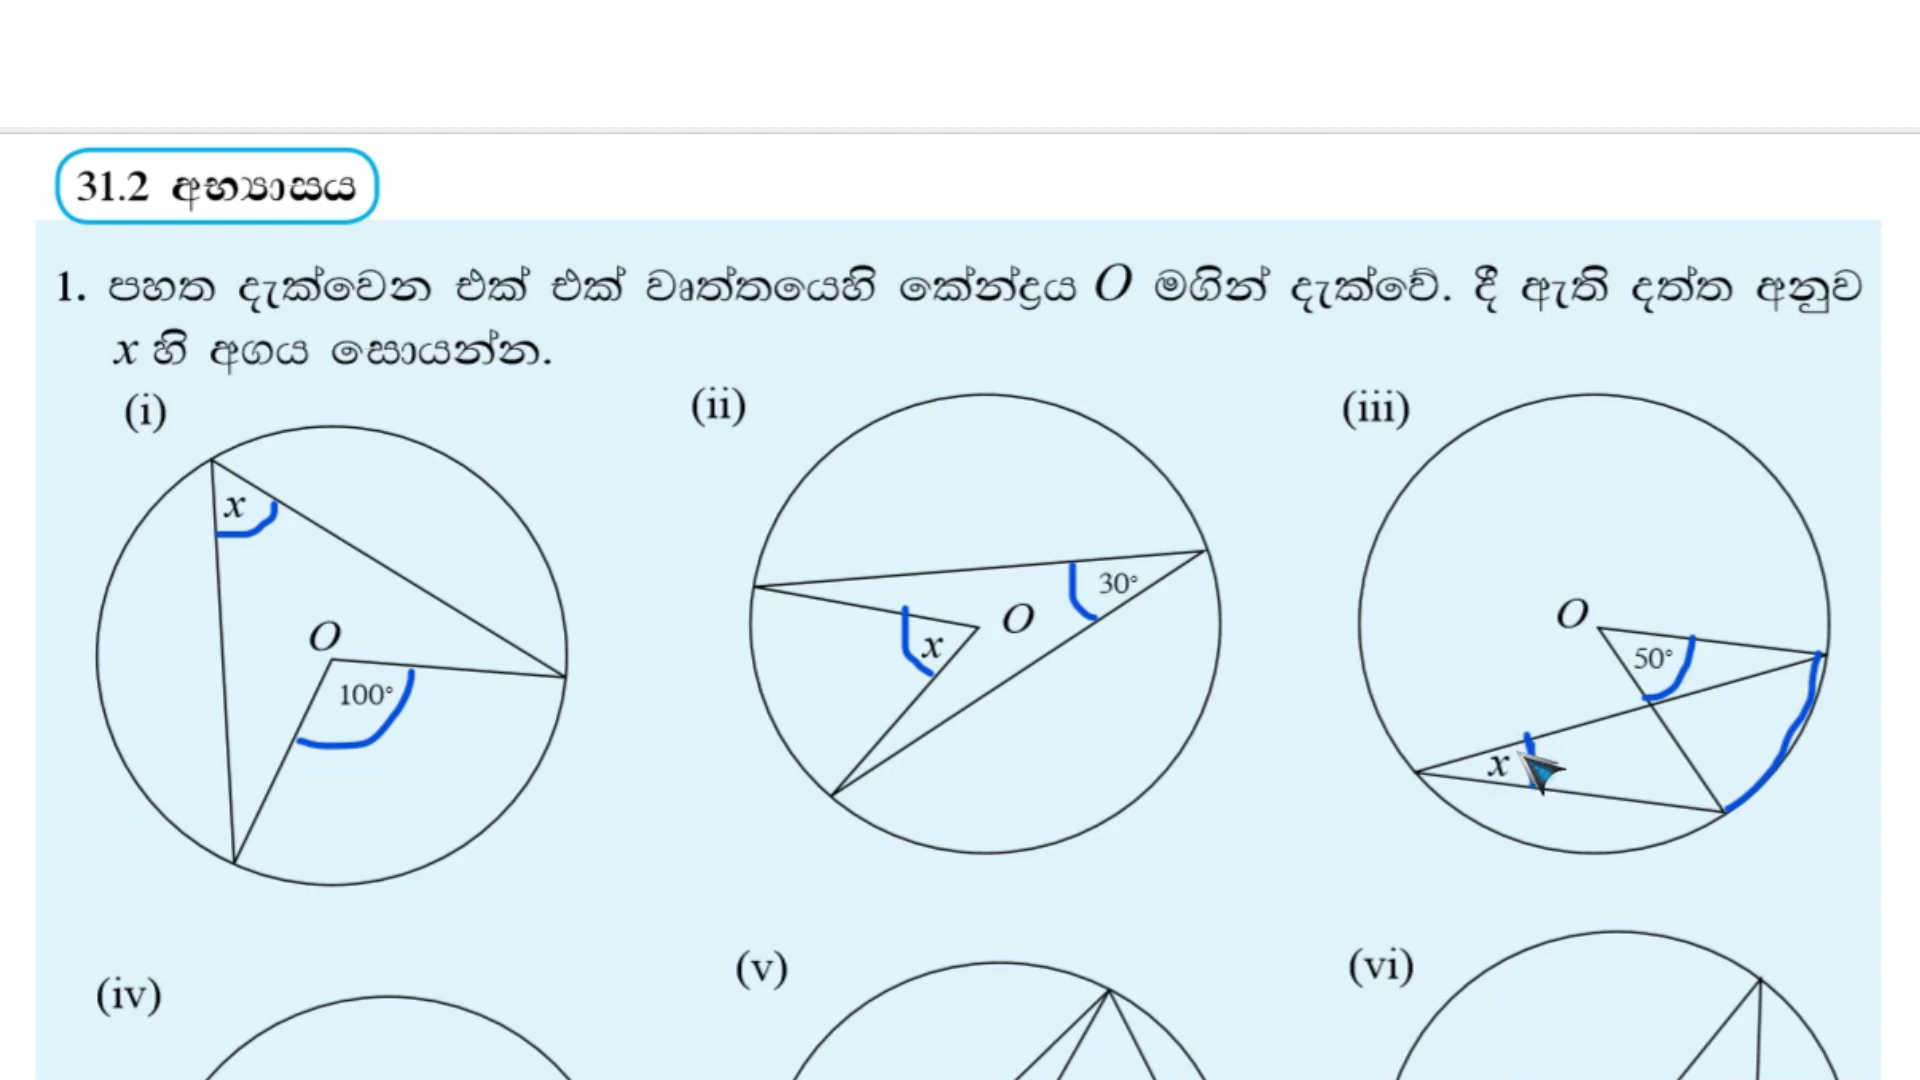 31.2 අභ්‍යාසය
1. පහත දැක්වෙන එක් එක් වෘත්තයෙහි කේන්ද්‍රය O මගින් දැක්වේ. දී ඇති දත්ත අනුව
x හි අගය සොයන්න.
(i) (ii) (iii)
x
O
100°
30°
O
x
O
50°
x
(iv) (v) (vi)